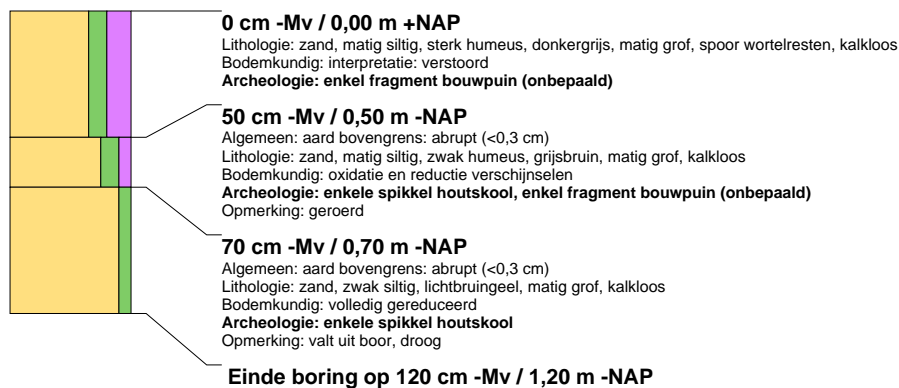 0 cm -Mv / 0,00 m +NAP
Lithologie: zand, matig siltig, sterk humeus, donkergrijs, matig grof, spoor wortelresten, kalkloos
Bodemkundig: interpretatie: verstoord
Archeologie: enkel fragment bouwpuin (onbepaald)
50 cm -Mv / 0,50 m -NAP
Algemeen: aard bovengrens: abrupt (<0,3 cm)
Lithologie: zand, matig siltig, zwak humeus, grijsbruin, matig grof, kalkloos
Bodemkundig: oxidatie en reductie verschijnselen
Archeologie: enkele spikkel houtskool, enkel fragment bouwpuin (onbepaald)
Opmerking: geroerd
70 cm -Mv / 0,70 m -NAP
Algemeen: aard bovengrens: abrupt (<0,3 cm)
Lithologie: zand, zwak siltig, lichtbruingeel, matig grof, kalkloos
Bodemkundig: volledig gereduceerd
Archeologie: enkele spikkel houtskool
Opmerking: valt uit boor, droog
Einde boring op 120 cm -Mv / 1,20 m -NAP